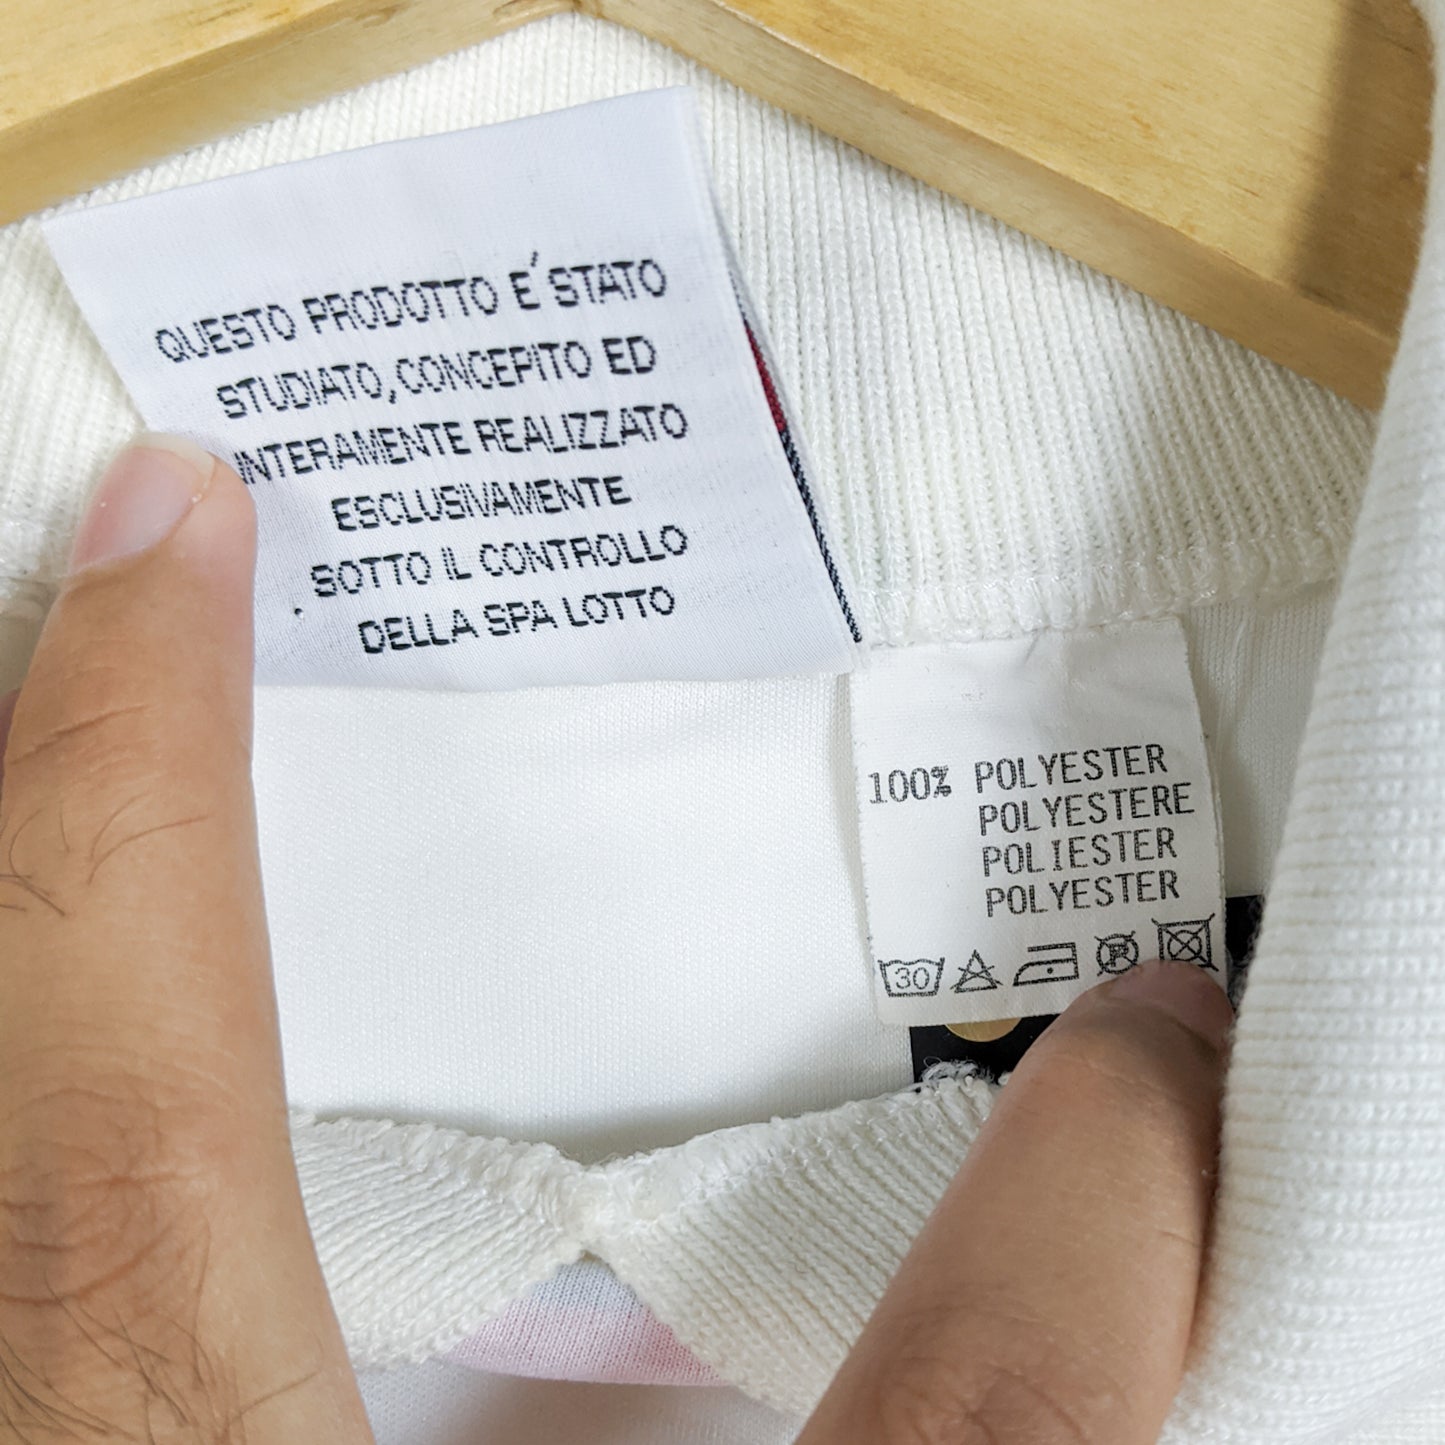 QUESTO PRODOTTO E' STATO
STUDIATO, CONCEPITO ED
INTERAMENTE REALIZZATO
ESCLUSIVAMENTE
SOTTO IL CONTROLLO
DELLA SPA LOTTO
100% POLYESTER
POLYESTERE
POLIESTER
POLYESTER
30 P